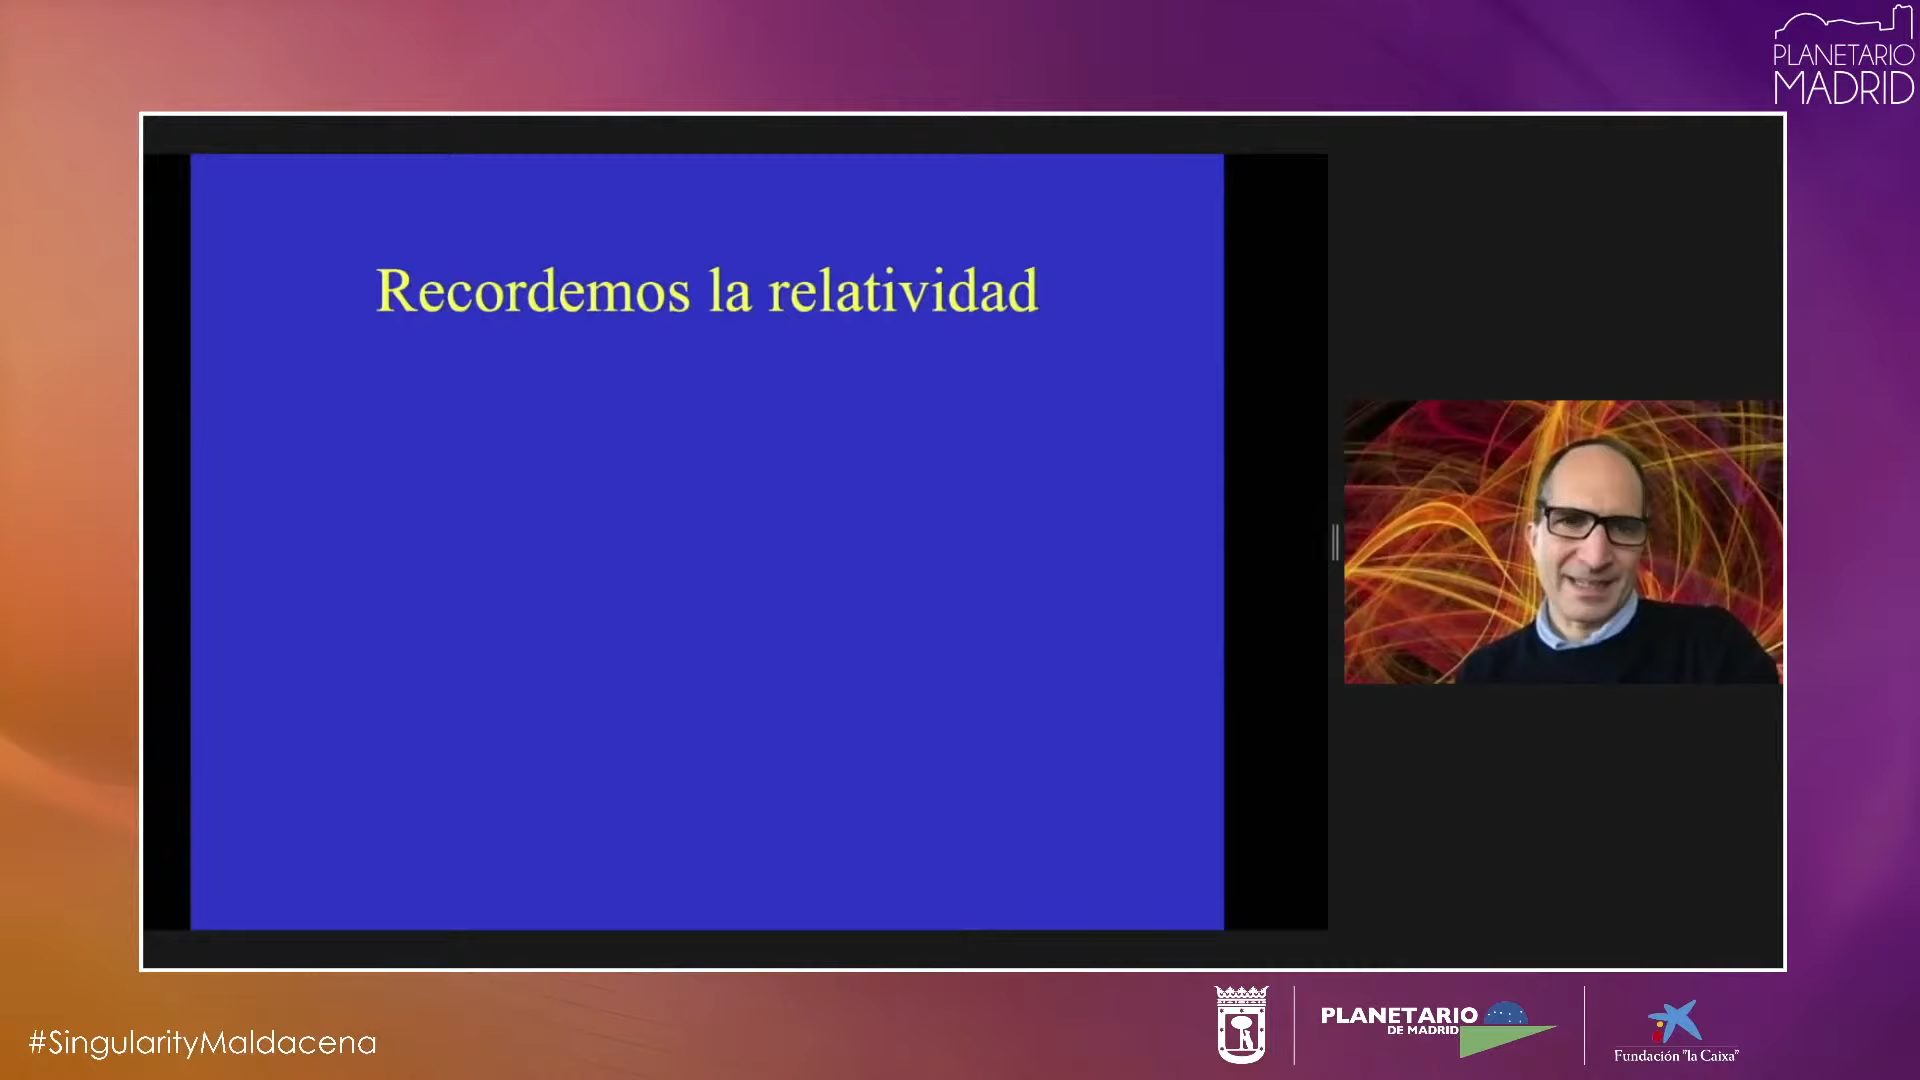 PLANETARIO
MADRID
Recordemos la relatividad
#SingularityMaldacena
PLANETARIO
DE MADRID
Fundación "la Caixa"